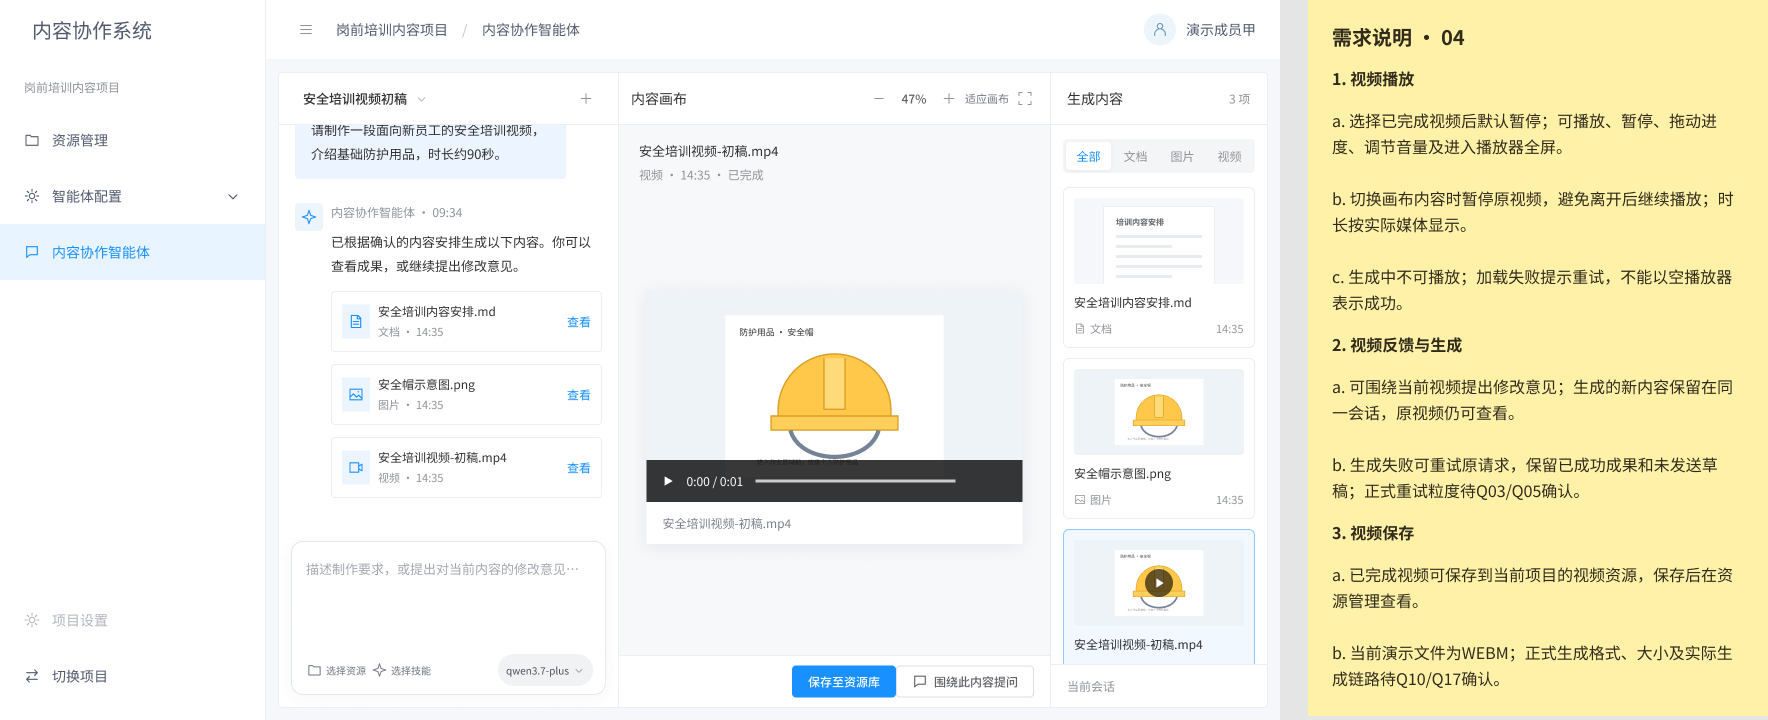 内容协作系统
岗前培训内容项目
资源管理
智能体配置
内容协作智能体
项目设置
切换项目
岗前培训内容项目 / 内容协作智能体
演示成员甲
安全培训视频初稿
请制作一段面向新员工的安全培训视频，
介绍基础防护用品，时长约90秒。
内容协作智能体 · 09:34
已根据确认的内容安排生成以下内容。你可以
查看成果，或继续提出修改意见。
安全培训内容安排.md
文档 · 14:35
查看
安全帽示意图.png
图片 · 14:35
查看
安全培训视频-初稿.mp4
视频 · 14:35
查看
描述制作要求，或提出对当前内容的修改意见…
选择资源 选择技能
qwen3.7-plus
内容画布
47%
适应画布
安全培训视频-初稿.mp4
视频 · 14:35 · 已完成
防护用品 · 安全帽
0:00 / 0:01
安全培训视频-初稿.mp4
保存至资源库
围绕此内容提问
生成内容
3 项
全部 文档 图片 视频
培训内容安排
安全培训内容安排.md
文档 14:35
防护用品 · 安全帽
安全帽示意图.png
图片 14:35
防护用品 · 安全帽
安全培训视频-初稿.mp4
当前会话
需求说明 · 04
1. 视频播放
a. 选择已完成视频后默认暂停；可播放、暂停、拖动进
度、调节音量及进入播放器全屏。
b. 切换画布内容时暂停原视频，避免离开后继续播放；时
长按实际媒体显示。
c. 生成中不可播放；加载失败提示重试，不能以空播放器
表示成功。
2. 视频反馈与生成
a. 可围绕当前视频提出修改意见；生成的新内容保留在同
一会话，原视频仍可查看。
b. 生成失败可重试原请求，保留已成功成果和未发送草
稿；正式重试粒度待Q03/Q05确认。
3. 视频保存
a. 已完成视频可保存到当前项目的视频资源，保存后在资
源管理查看。
b. 当前演示文件为WEBM；正式生成格式、大小及实际生
成链路待Q10/Q17确认。